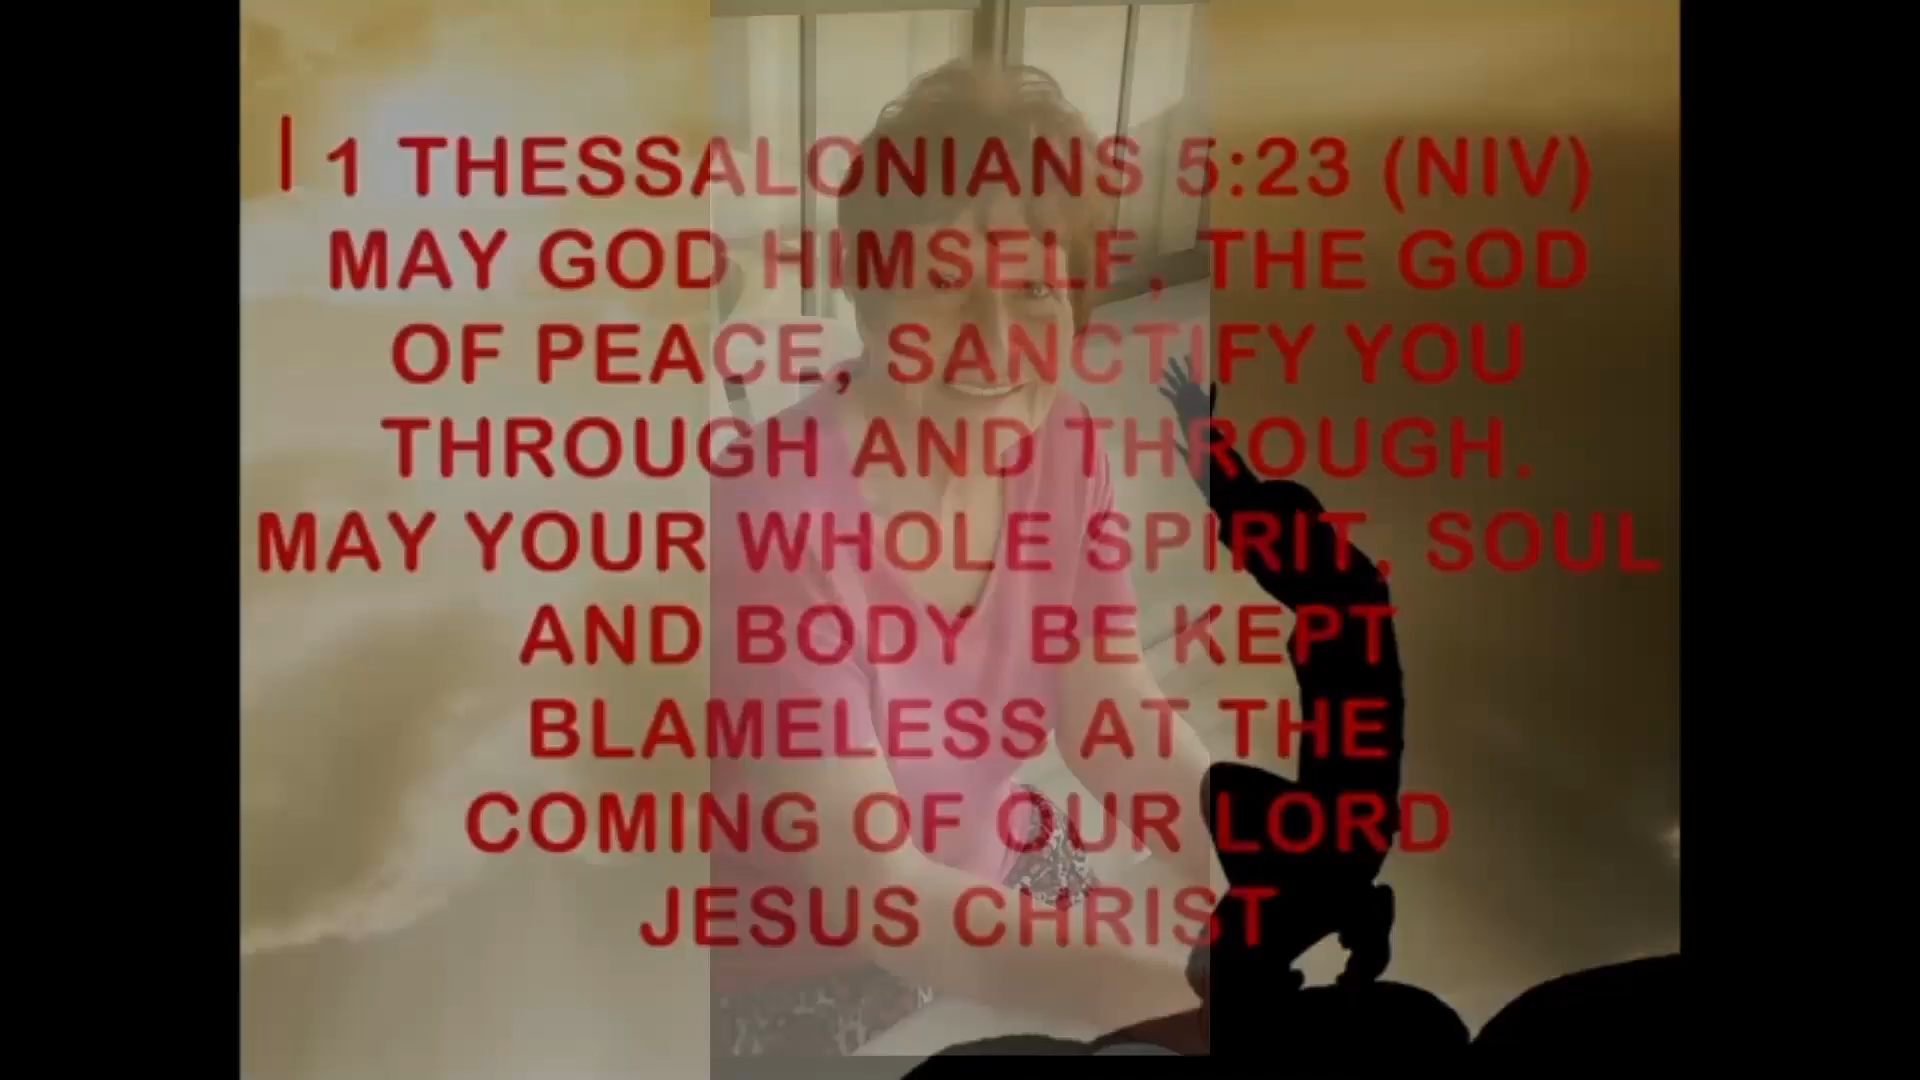 1 THESSALONIANS 5:23 (NIV)
MAY GOD HIMSELF, THE GOD
OF PEACE, SANCTIFY YOU
THROUGH AND THROUGH.
MAY YOUR WHOLE SPIRIT, SOUL
AND BODY BE KEPT
BLAMELESS AT THE
COMING OF OUR LORD
JESUS CHRIST